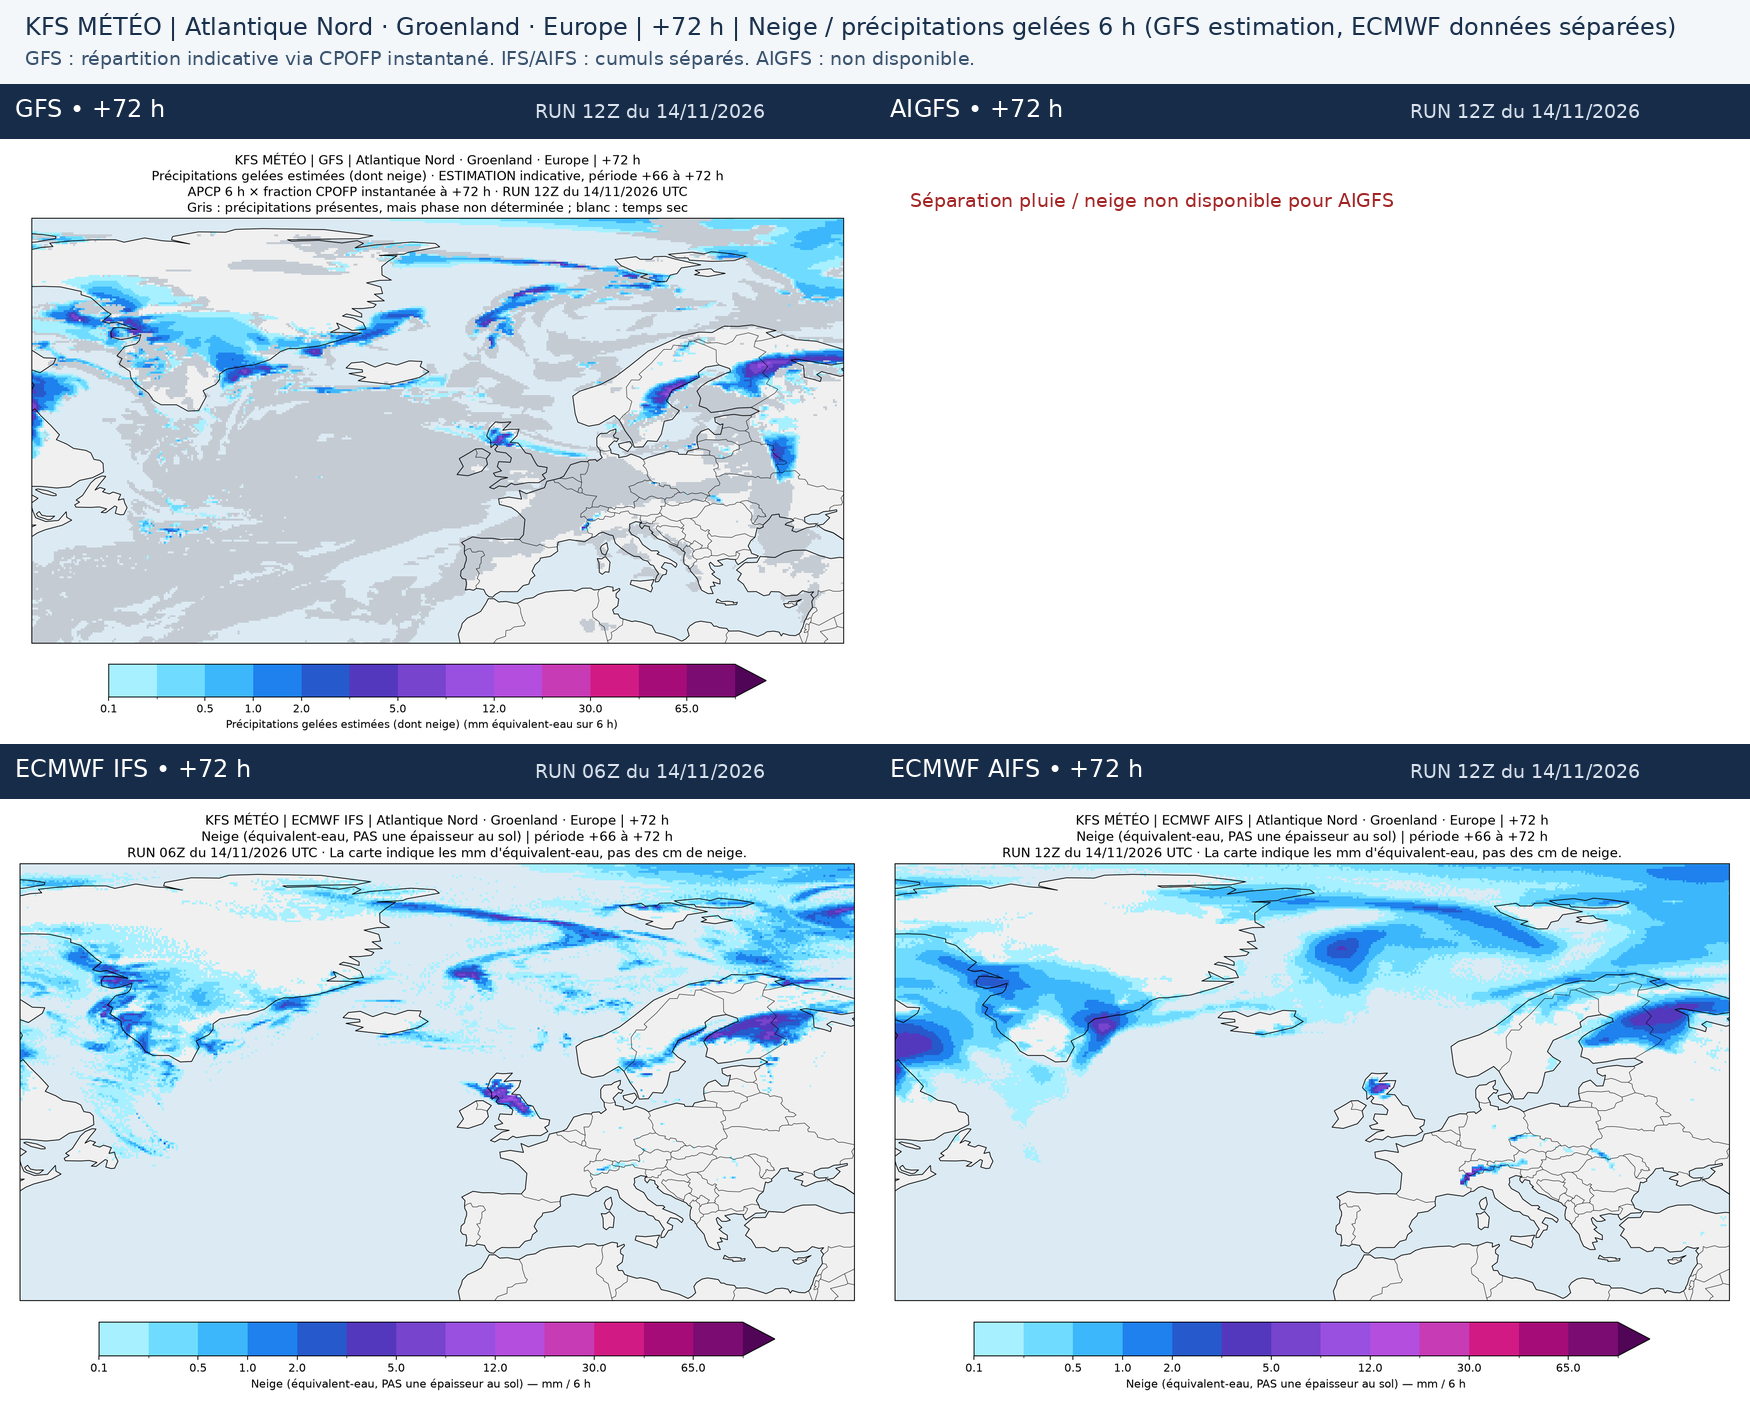 KFS MÉTÉO | Atlantique Nord · Groenland · Europe | +72 h | Neige / précipitations gelées 6 h (GFS estimation, ECMWF données séparées)
GFS : répartition indicative via CPOFP instantané. IFS/AIFS : cumuls séparés. AIGFS : non disponible.
GFS • +72 h
RUN 12Z du 14/11/2026
AIGFS • +72 h
RUN 12Z du 14/11/2026
KFS MÉTÉO | GFS | Atlantique Nord · Groenland · Europe | +72 h
Précipitations gelées estimées (dont neige) · ESTIMATION indicative, période +66 à +72 h
APCP 6 h × fraction CPOFP instantanée à +72 h · RUN 12Z du 14/11/2026 UTC
Gris : précipitations présentes, mais phase non déterminée ; blanc : temps sec
Séparation pluie / neige non disponible pour AIGFS
0.1 0.5 1.0 2.0 5.0 12.0 30.0 65.0
Précipitations gelées estimées (dont neige) (mm équivalent-eau sur 6 h)
ECMWF IFS • +72 h
RUN 06Z du 14/11/2026
ECMWF AIFS • +72 h
RUN 12Z du 14/11/2026
KFS MÉTÉO | ECMWF IFS | Atlantique Nord · Groenland · Europe | +72 h
Neige (équivalent-eau, PAS une épaisseur au sol) | période +66 à +72 h
RUN 06Z du 14/11/2026 UTC · La carte indique les mm d'équivalent-eau, pas des cm de neige.
0.1 0.5 1.0 2.0 5.0 12.0 30.0 65.0
Neige (équivalent-eau, PAS une épaisseur au sol) — mm / 6 h
KFS MÉTÉO | ECMWF AIFS | Atlantique Nord · Groenland · Europe | +72 h
Neige (équivalent-eau, PAS une épaisseur au sol) | période +66 à +72 h
RUN 12Z du 14/11/2026 UTC · La carte indique les mm d'équivalent-eau, pas des cm de neige.
0.1 0.5 1.0 2.0 5.0 12.0 30.0 65.0
Neige (équivalent-eau, PAS une épaisseur au sol) — mm / 6 h